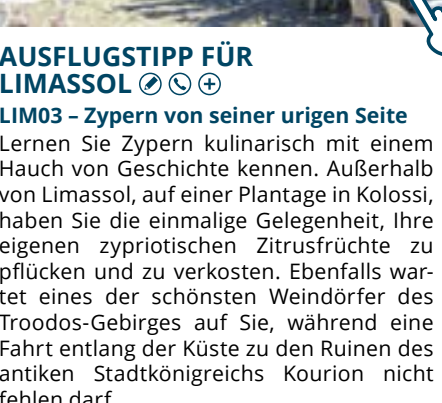 AUSFLUGSTIPP FÜR
LIMASSOL
LIM03 – Zypern von seiner urigen Seite
Lernen Sie Zypern kulinarisch mit einem
Hauch von Geschichte kennen. Außerhalb
von Limassol, auf einer Plantage in Kolossi,
haben Sie die einmalige Gelegenheit, Ihre
eigenen zypriotischen Zitrusfrüchte zu
pflücken und zu verkosten. Ebenfalls war-
tet eines der schönsten Weindörfer des
Troodos-Gebirges auf Sie, während eine
Fahrt entlang der Küste zu den Ruinen des
antiken Stadtkönigreichs Kourion nicht
fehlen darf